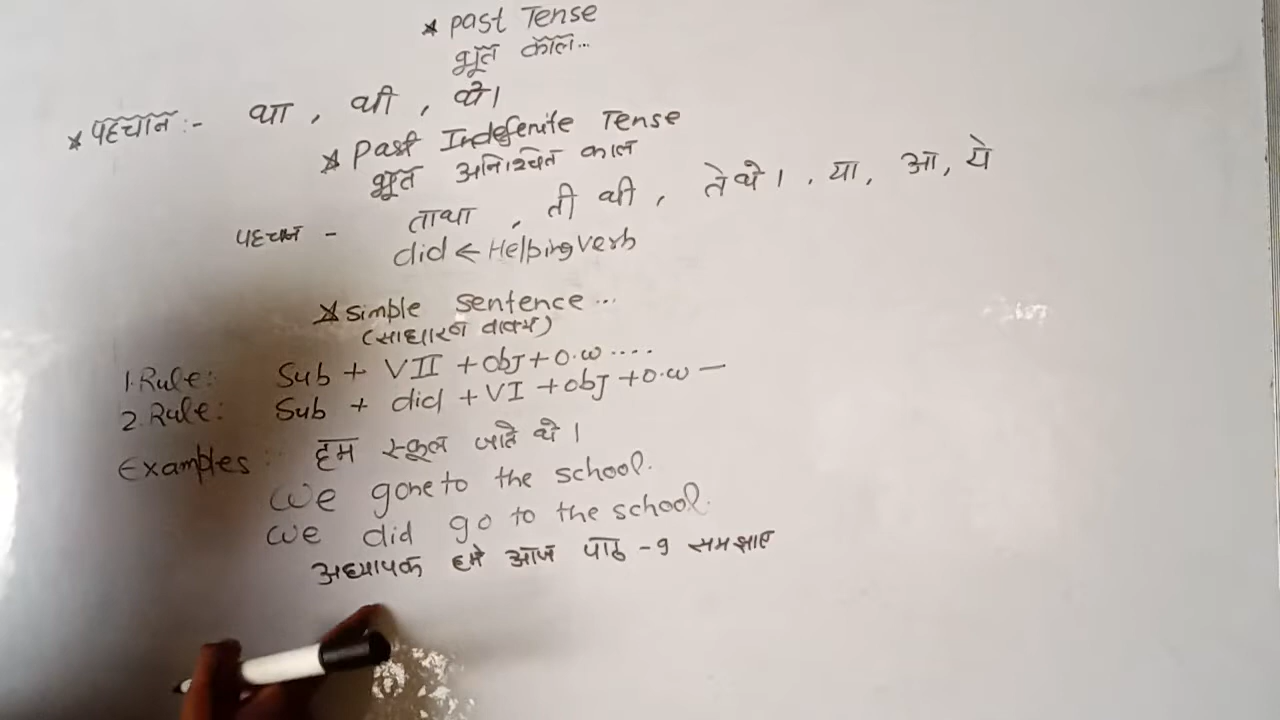 * Past Tense
भूत काल...
* पहचान :- था , थी , थे।
* Past Indefenite Tense
भूत अनिश्चित काल
पहचान - ताथा , ती थी , ते थे। , या, आ, ये
did ← Helping verb
* Simple Sentence...
(साधारण वाक्य)
1. Rule: Sub + VII + obj + o.w ....
2. Rule: Sub + did + VI + obj + o.w —
Examples: हम स्कूल जाते थे।
We gone to the school.
We did go to the school.
अध्यापक हमे आज पाठ -9 समझाए